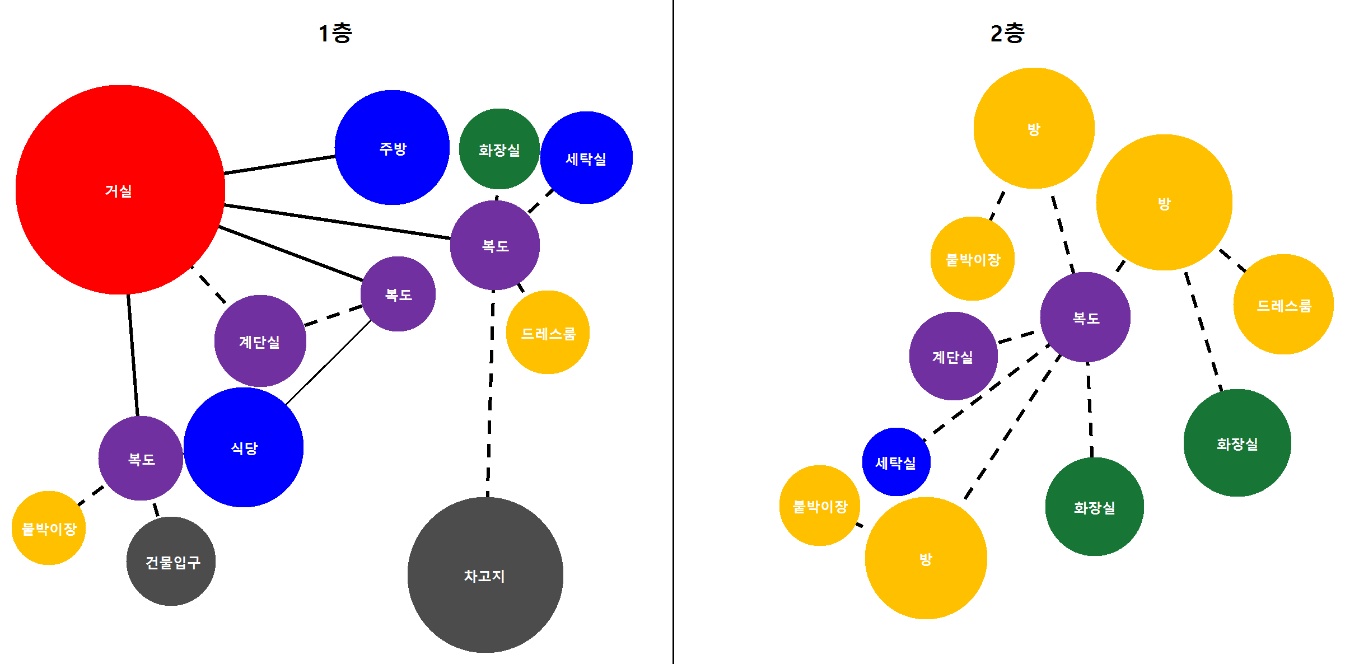 1층
주방
화장실
세탁실
거실
복도
복도
계단실
드레스룸
식당
복도
붙박이장
건물입구
차고지
2층
방
방
붙박이장
드레스룸
복도
계단실
화장실
세탁실
붙박이장
화장실
방